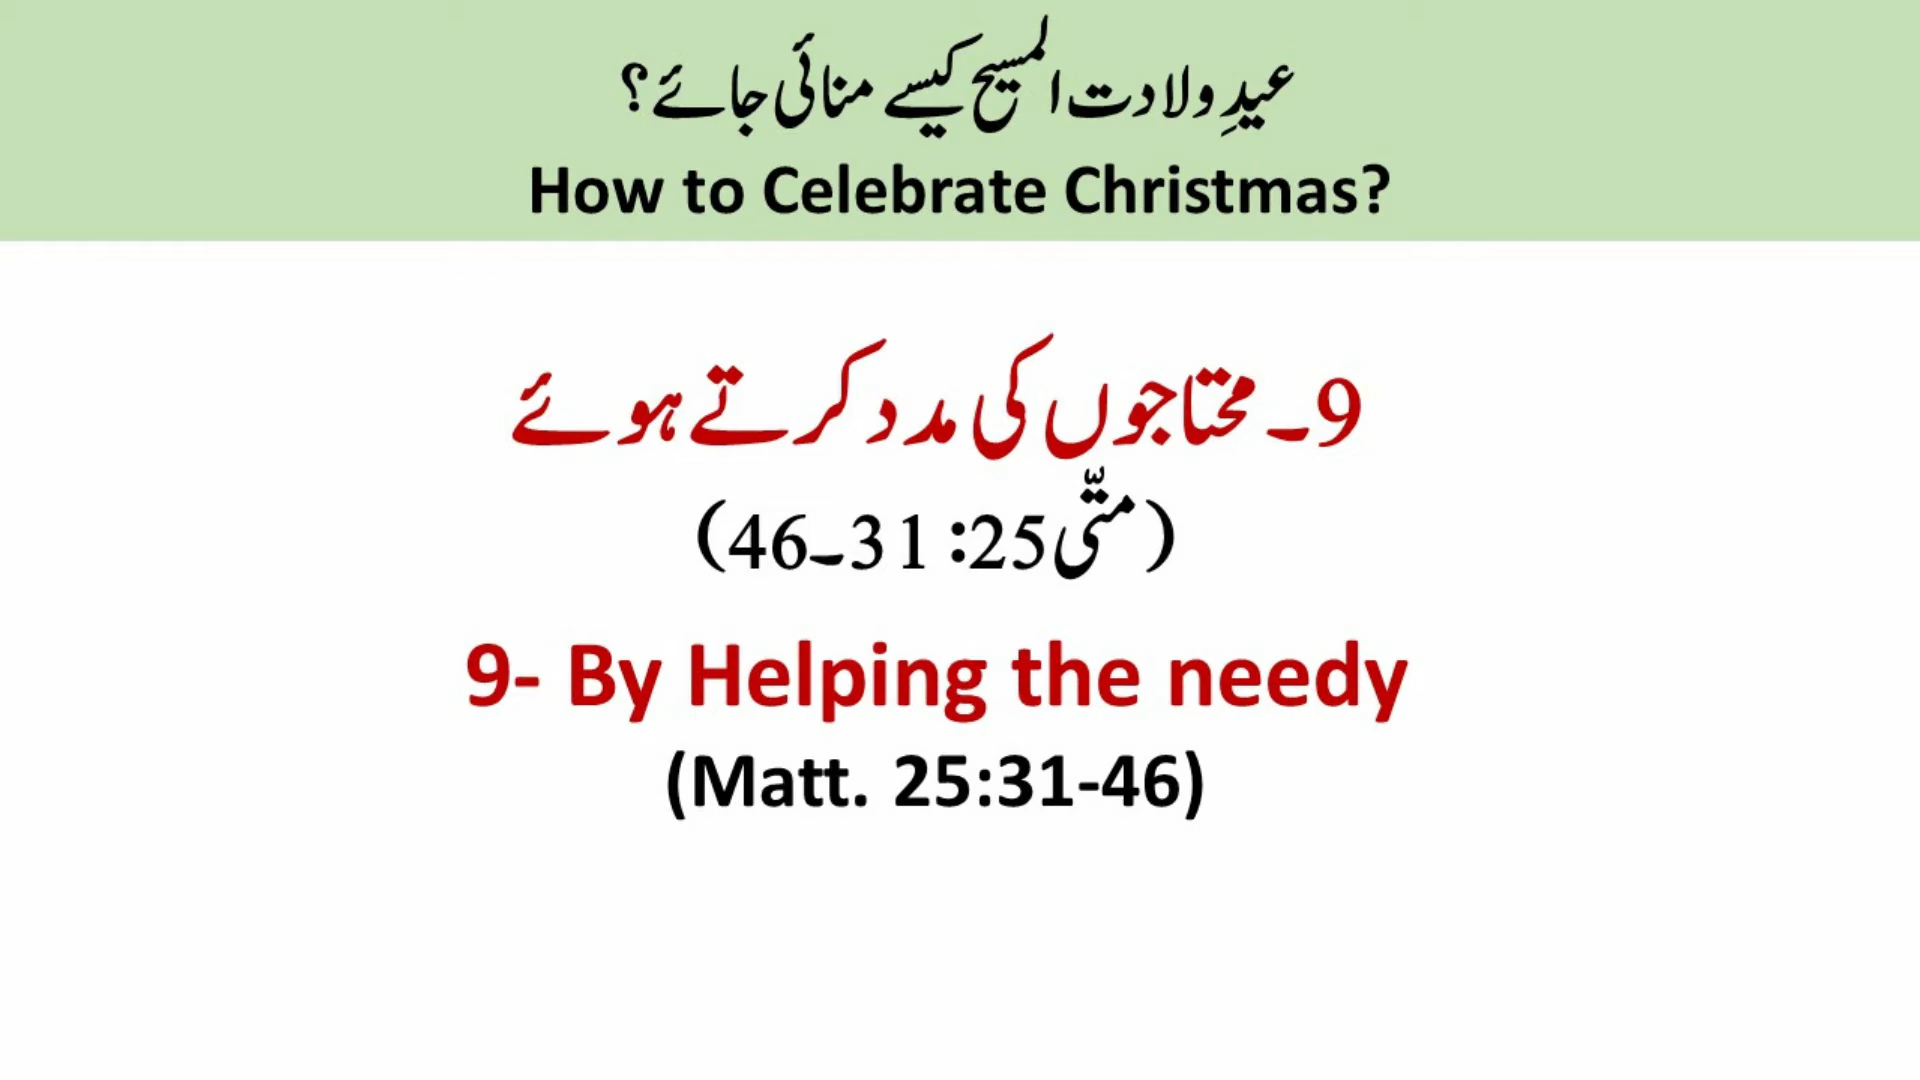 عیدِ ولادت المسیح کیسے منائی جائے؟
How to Celebrate Christmas?
9۔ محتاجوں کی مدد کرتے ہوئے
(متّی 25: 31۔46)
9- By Helping the needy
(Matt. 25:31-46)